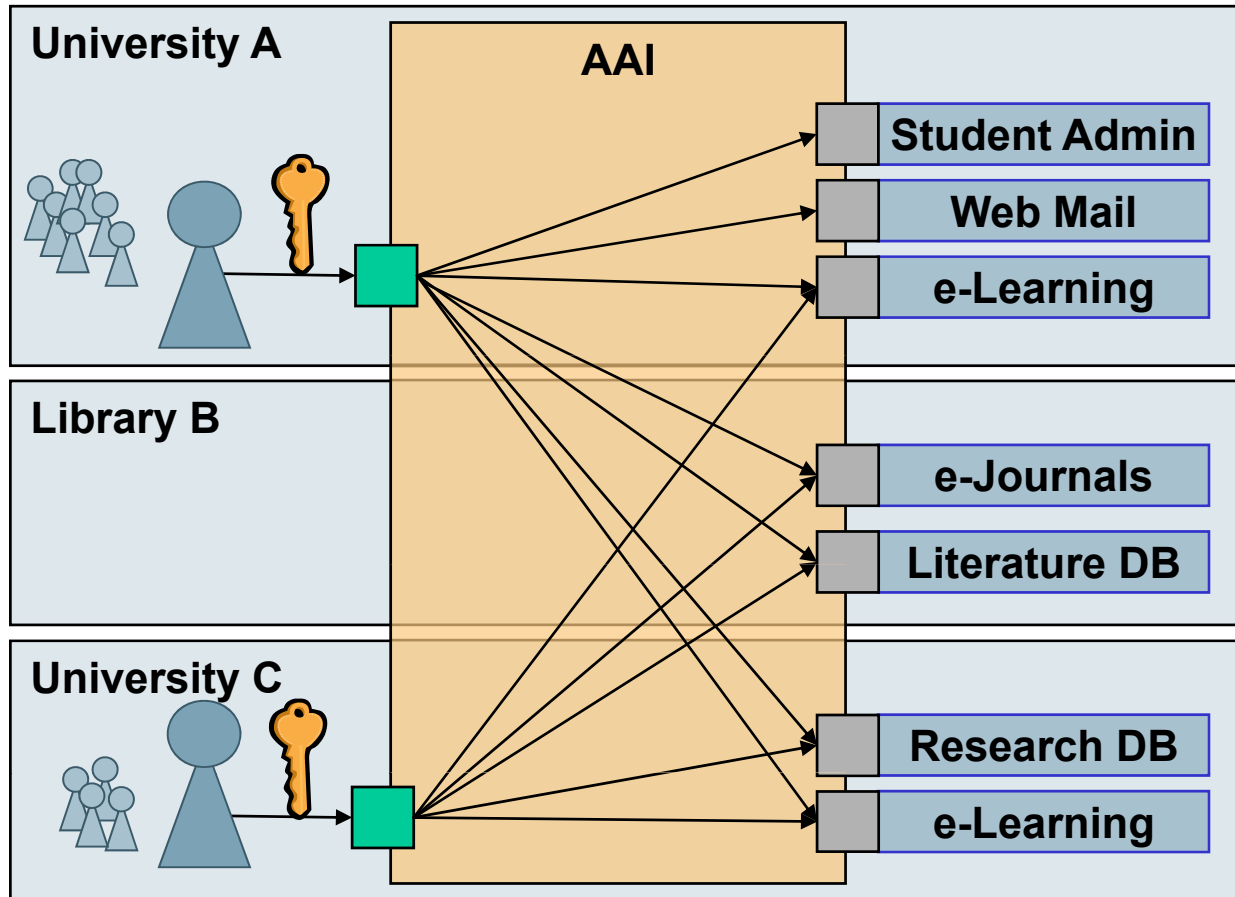 University A
AAI
Student Admin
Web Mail
e-Learning
Library B
e-Journals
Literature DB
University C
Research DB
e-Learning